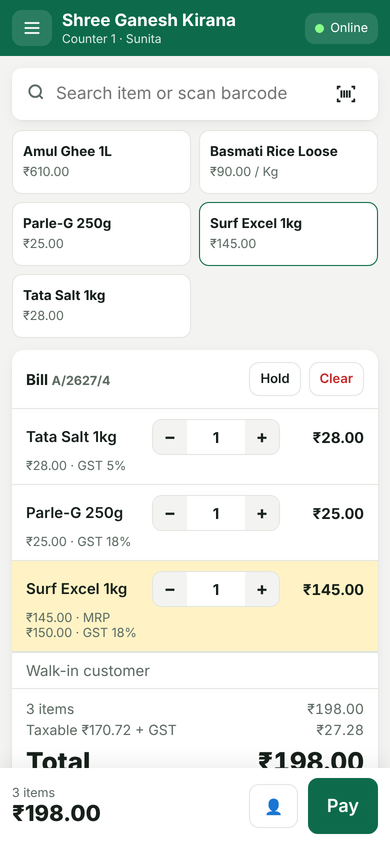 Shree Ganesh Kirana
Counter 1 · Sunita
Online
Search item or scan barcode
Amul Ghee 1L
₹610.00
Basmati Rice Loose
₹90.00 / Kg
Parle-G 250g
₹25.00
Surf Excel 1kg
₹145.00
Tata Salt 1kg
₹28.00
Bill A/2627/4
Hold
Clear
Tata Salt 1kg
− 1 +
₹28.00
₹28.00 · GST 5%
Parle-G 250g
− 1 +
₹25.00
₹25.00 · GST 18%
Surf Excel 1kg
− 1 +
₹145.00
₹145.00 · MRP
₹150.00 · GST 18%
Walk-in customer
3 items ₹198.00
Taxable ₹170.72 + GST ₹27.28
Total ₹198.00
3 items
₹198.00
Pay